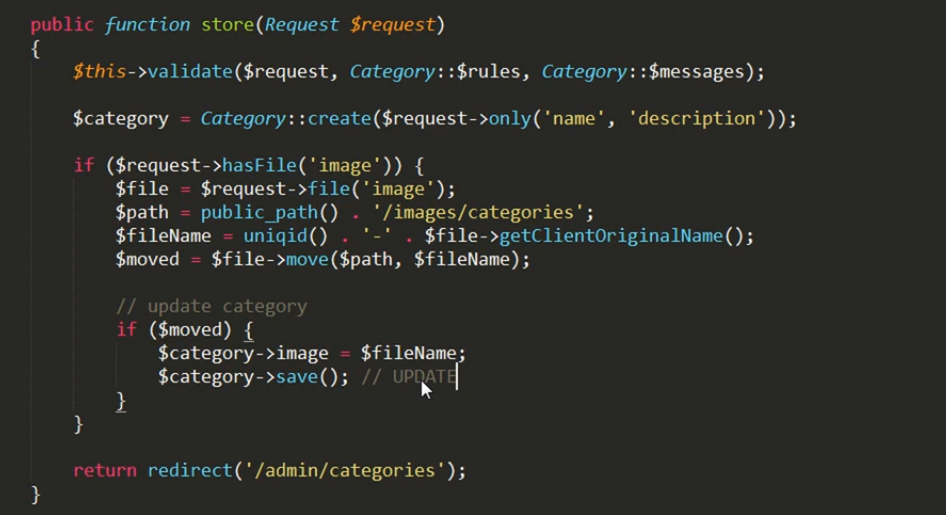 public function store(Request $request)
{
    $this->validate($request, Category::$rules, Category::$messages);

    $category = Category::create($request->only('name', 'description'));

    if ($request->hasFile('image')) {
        $file = $request->file('image');
        $path = public_path() . '/images/categories';
        $fileName = uniqid() . '-' . $file->getClientOriginalName();
        $moved = $file->move($path, $fileName);

        // update category
        if ($moved) {
            $category->image = $fileName;
            $category->save(); // UPDATE
        }
    }

    return redirect('/admin/categories');
}